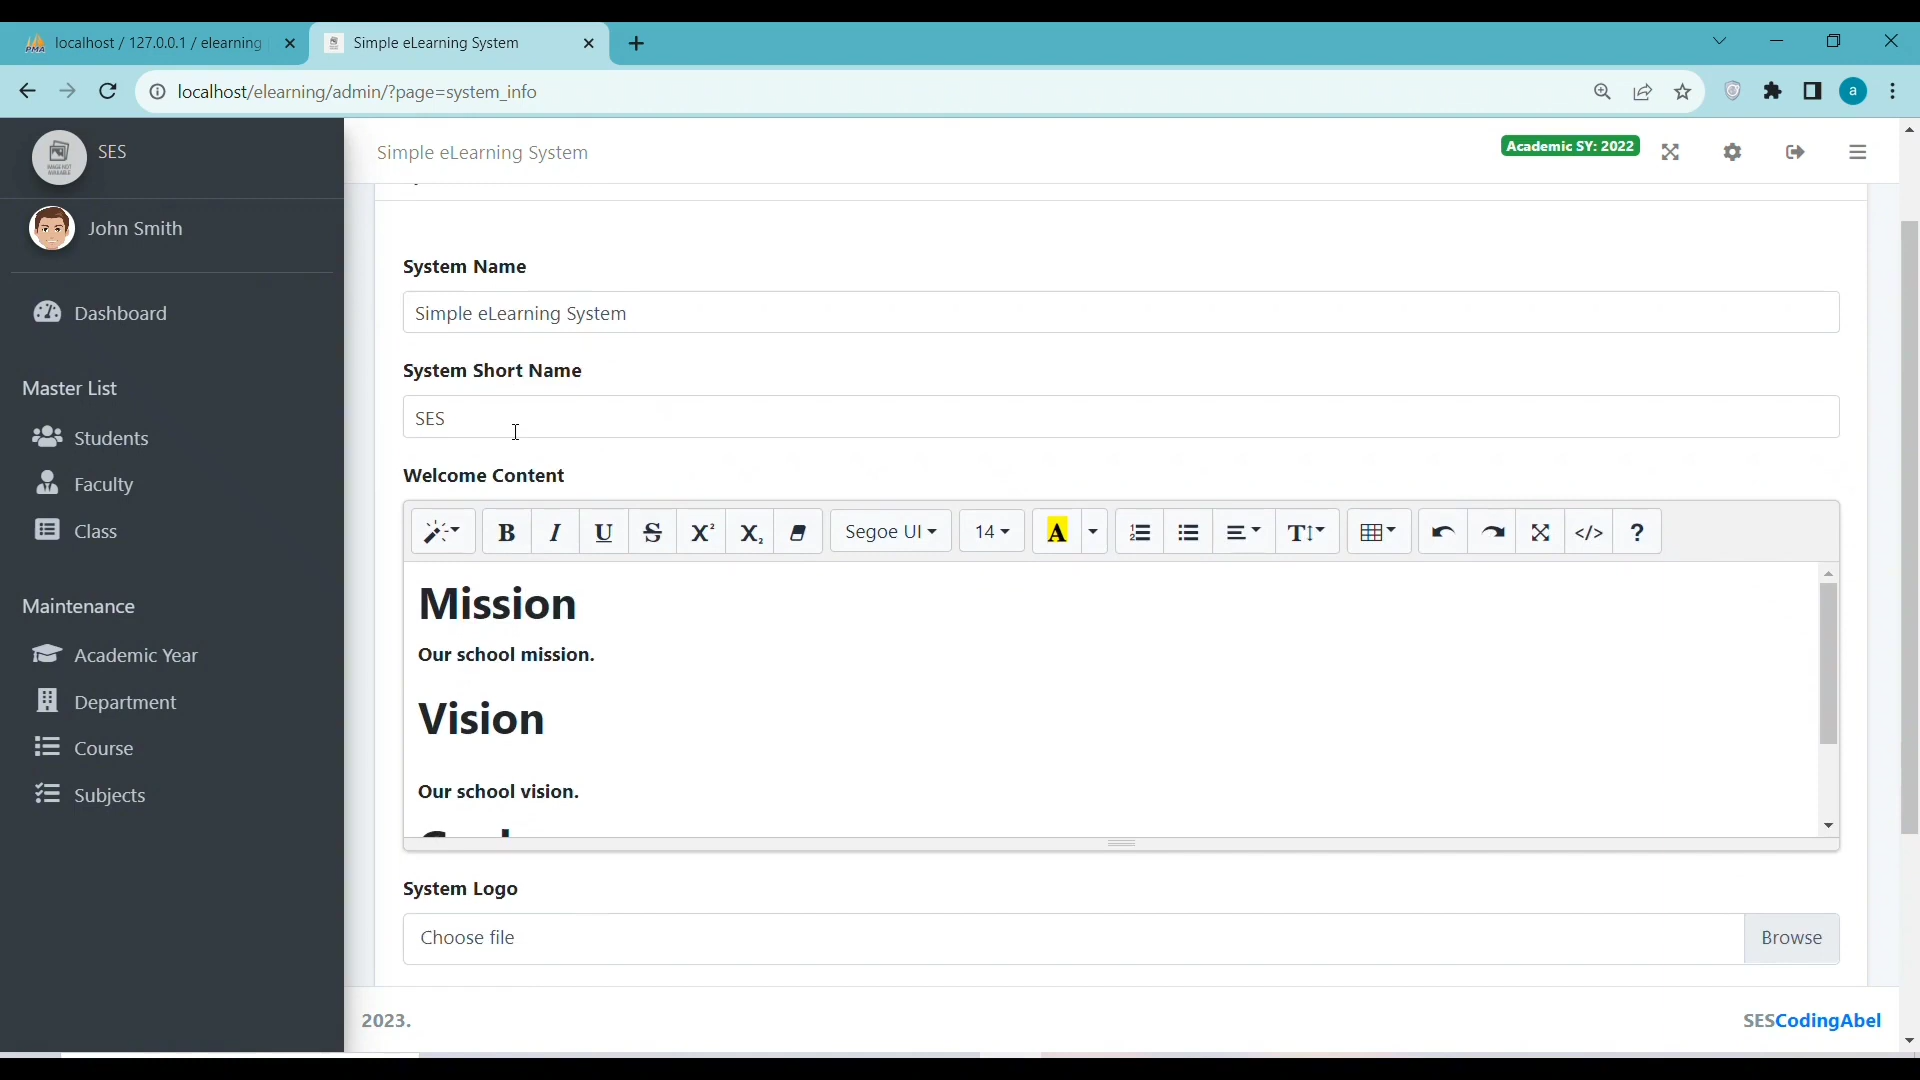 localhost / 127.0.0.1 / elearning
Simple eLearning System
localhost/elearning/admin/?page=system_info
a
SES
Simple eLearning System
Academic SY: 2022
John Smith
Dashboard
Master List
Students
Faculty
Class
Maintenance
Academic Year
Department
Course
Subjects
System Name
Simple eLearning System
System Short Name
SES
Welcome Content
B I U S X² X₂ Segoe UI 14 A T </> ?
Mission
Our school mission.
Vision
Our school vision.
System Logo
Choose file
Browse
2023.
SESCodingAbel